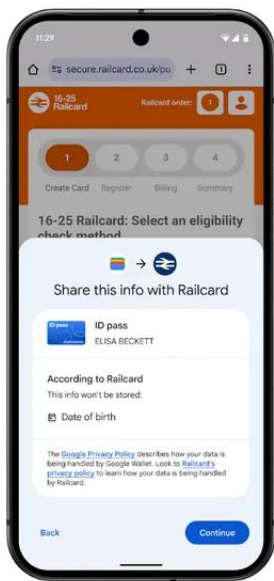 11:29
secure.railcard.co.uk/pu
1
16-25
Railcard
Railcard order:
1
1
2
3
4
Create Card
Register
Billing
Summary
16-25 Railcard: Select an eligibility
check method
Share this info with Railcard
ID pass
ID pass
ELISA BECKETT
According to Railcard
This info won't be stored:
Date of birth
The Google Privacy Policy describes how your data is
being handled by Google Wallet. Look to Railcard's
privacy policy to learn how your data is being handled
by Railcard.
Back
Continue